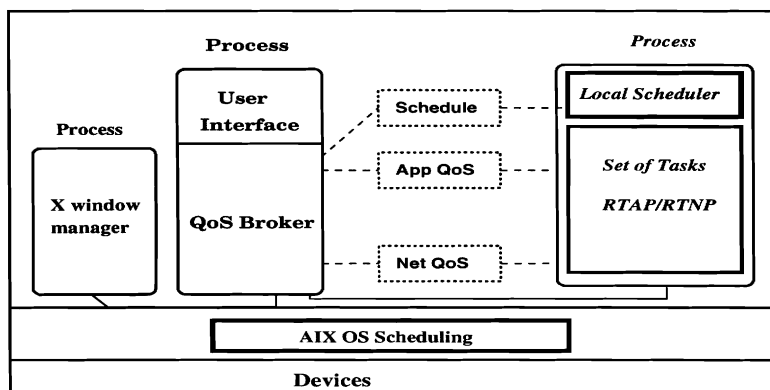 Process
Process
Process
User
Interface
Schedule
Local Scheduler
X window
manager
QoS Broker
App QoS
Net QoS
Set of Tasks
RTAP/RTNP
AIX OS Scheduling
Devices